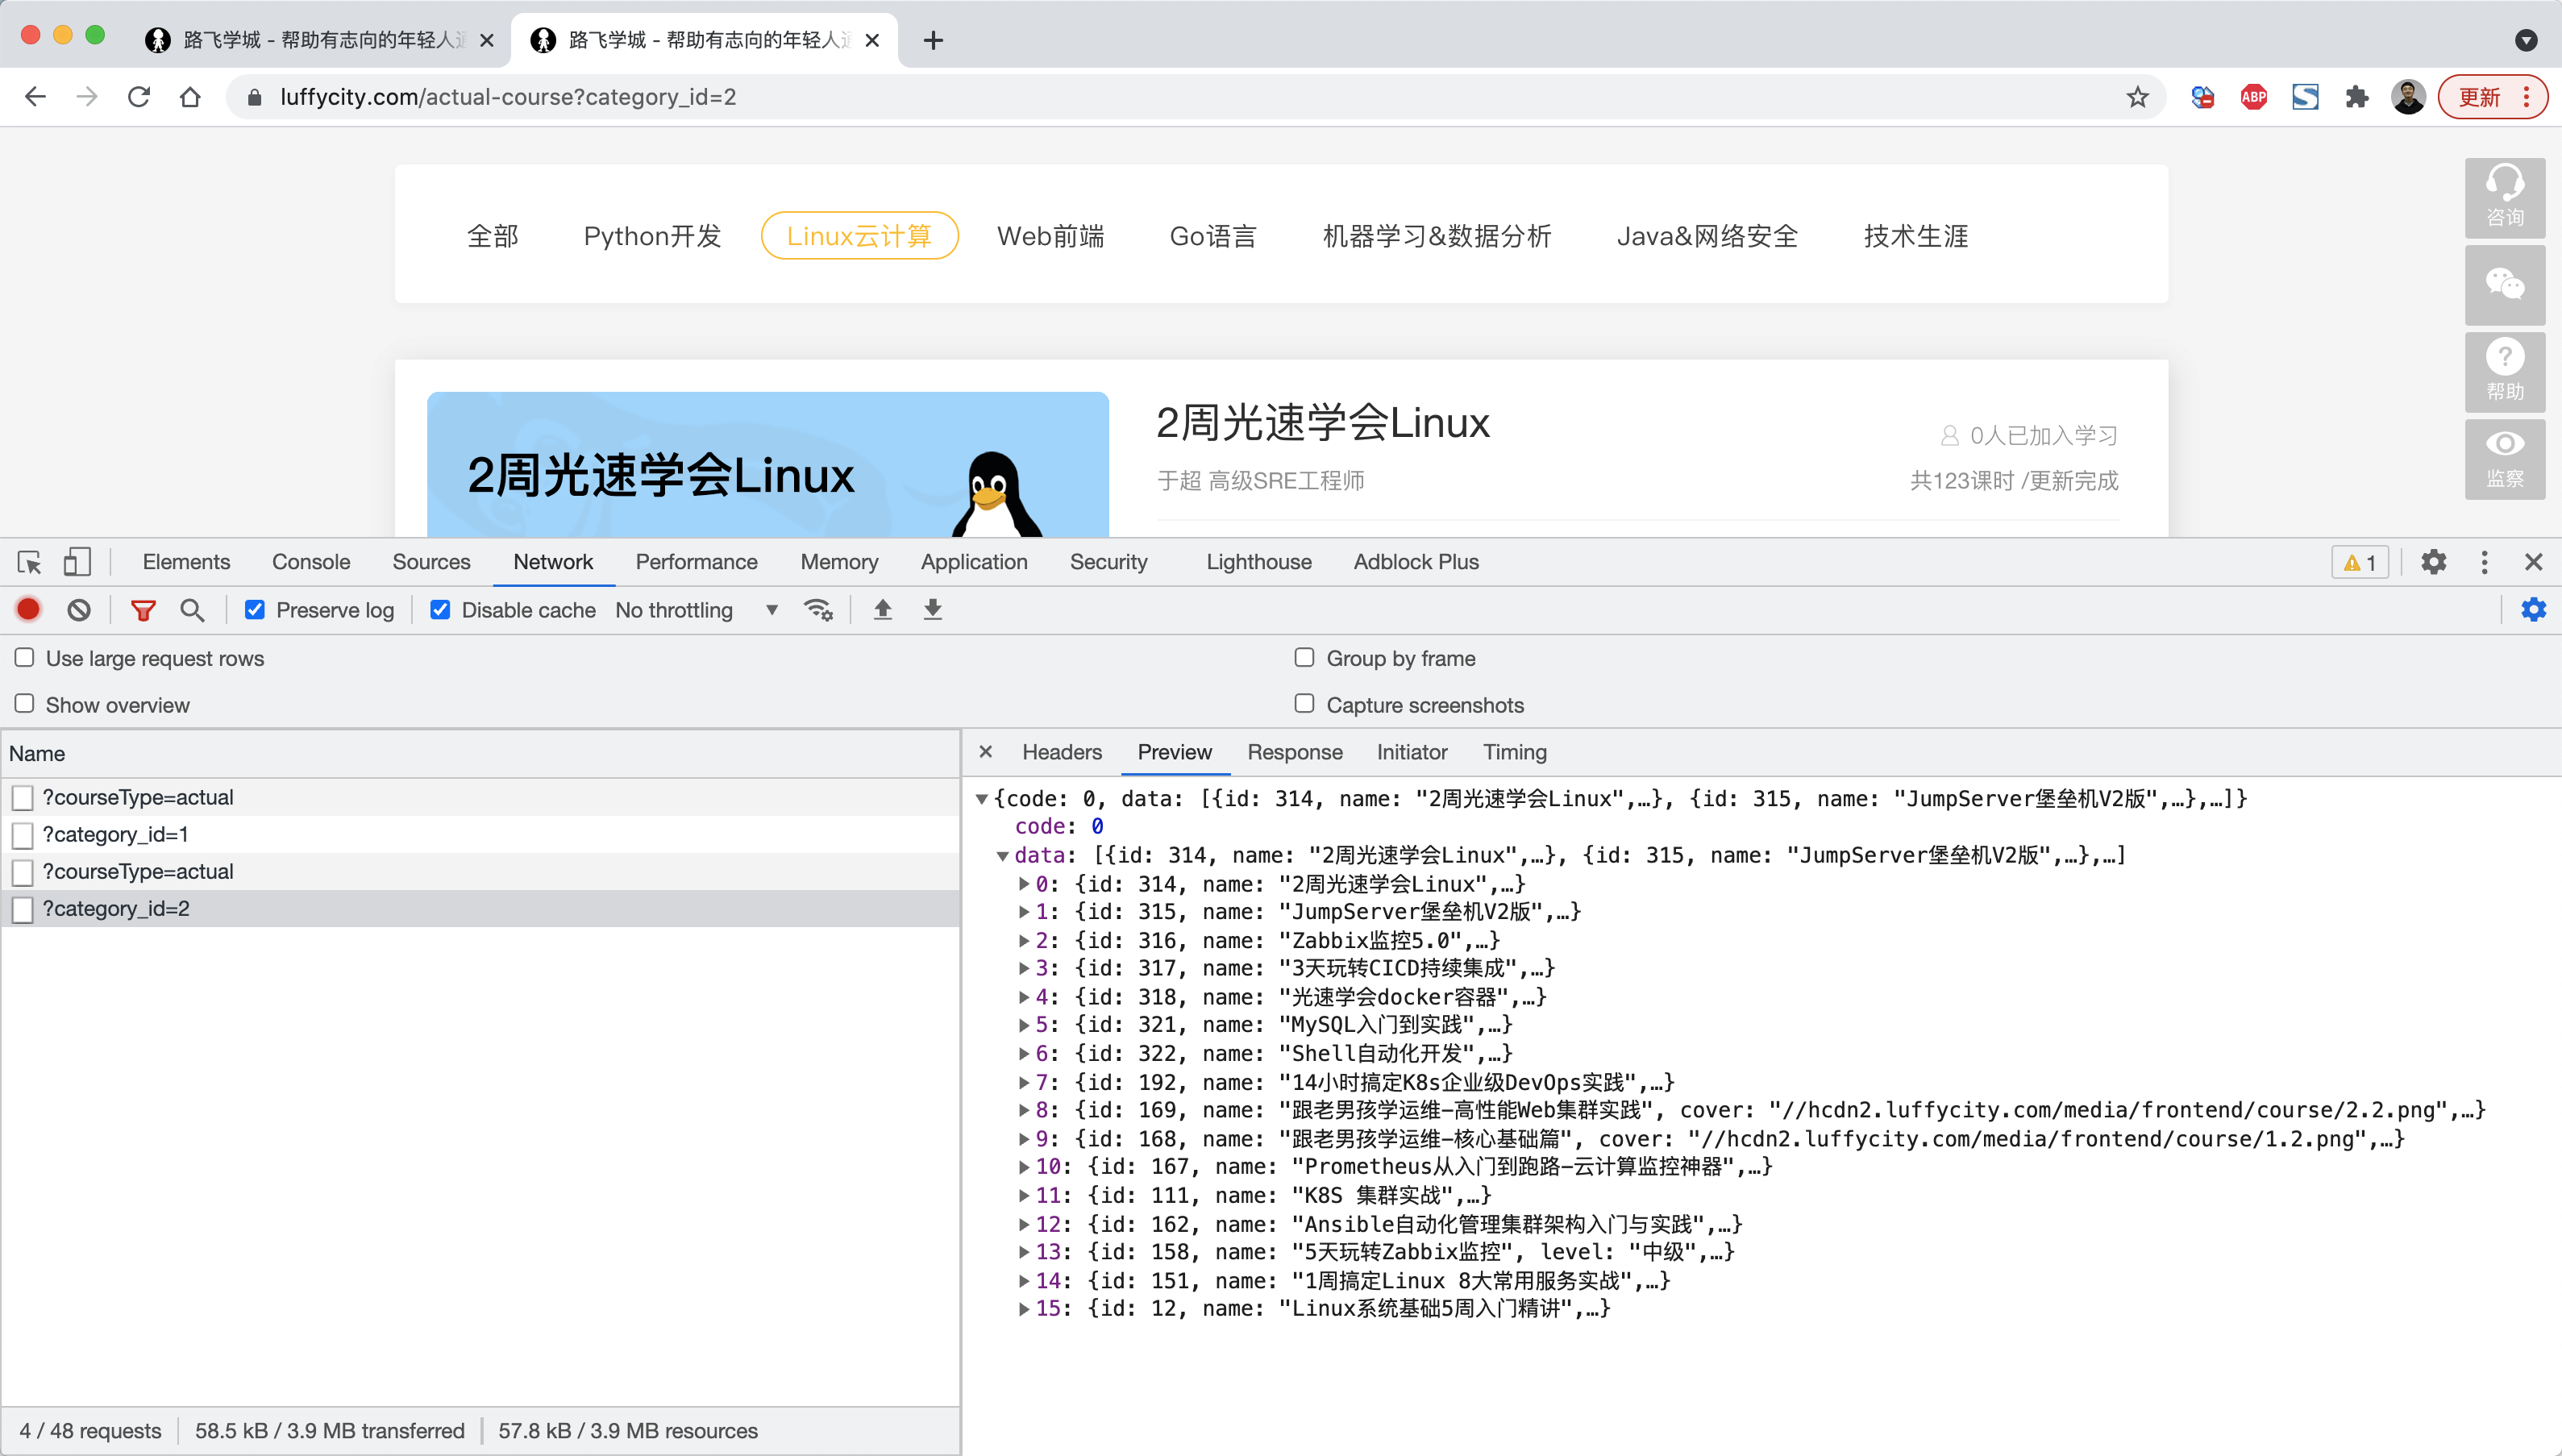 路飞学城 - 帮助有志向的年轻人通
路飞学城 - 帮助有志向的年轻人通
luffycity.com/actual-course?category_id=2
ABP
更新
全部 Python开发 Linux云计算 Web前端 Go语言 机器学习&数据分析 Java&网络安全 技术生涯
咨询
帮助
监察
2周光速学会Linux
2周光速学会Linux
0人已加入学习
于超 高级SRE工程师
共123课时 /更新完成
Elements Console Sources Network Performance Memory Application Security Lighthouse Adblock Plus 1
Preserve log Disable cache No throttling
Use large request rows
Group by frame
Show overview
Capture screenshots
Name
?courseType=actual
?category_id=1
?courseType=actual
?category_id=2
Headers Preview Response Initiator Timing
{code: 0, data: [{id: 314, name: "2周光速学会Linux",…}, {id: 315, name: "JumpServer堡垒机V2版",…},…]}
code: 0
data: [{id: 314, name: "2周光速学会Linux",…}, {id: 315, name: "JumpServer堡垒机V2版",…},…]
0: {id: 314, name: "2周光速学会Linux",…}
1: {id: 315, name: "JumpServer堡垒机V2版",…}
2: {id: 316, name: "Zabbix监控5.0",…}
3: {id: 317, name: "3天玩转CICD持续集成",…}
4: {id: 318, name: "光速学会docker容器",…}
5: {id: 321, name: "MySQL入门到实践",…}
6: {id: 322, name: "Shell自动化开发",…}
7: {id: 192, name: "14小时搞定K8s企业级DevOps实践",…}
8: {id: 169, name: "跟老男孩学运维-高性能Web集群实践", cover: "//hcdn2.luffycity.com/media/frontend/course/2.2.png",…}
9: {id: 168, name: "跟老男孩学运维-核心基础篇", cover: "//hcdn2.luffycity.com/media/frontend/course/1.2.png",…}
10: {id: 167, name: "Prometheus从入门到跑路-云计算监控神器",…}
11: {id: 111, name: "K8S 集群实战",…}
12: {id: 162, name: "Ansible自动化管理集群架构入门与实践",…}
13: {id: 158, name: "5天玩转Zabbix监控", level: "中级",…}
14: {id: 151, name: "1周搞定Linux 8大常用服务实战",…}
15: {id: 12, name: "Linux系统基础5周入门精讲",…}
4 / 48 requests 58.5 kB / 3.9 MB transferred 57.8 kB / 3.9 MB resources